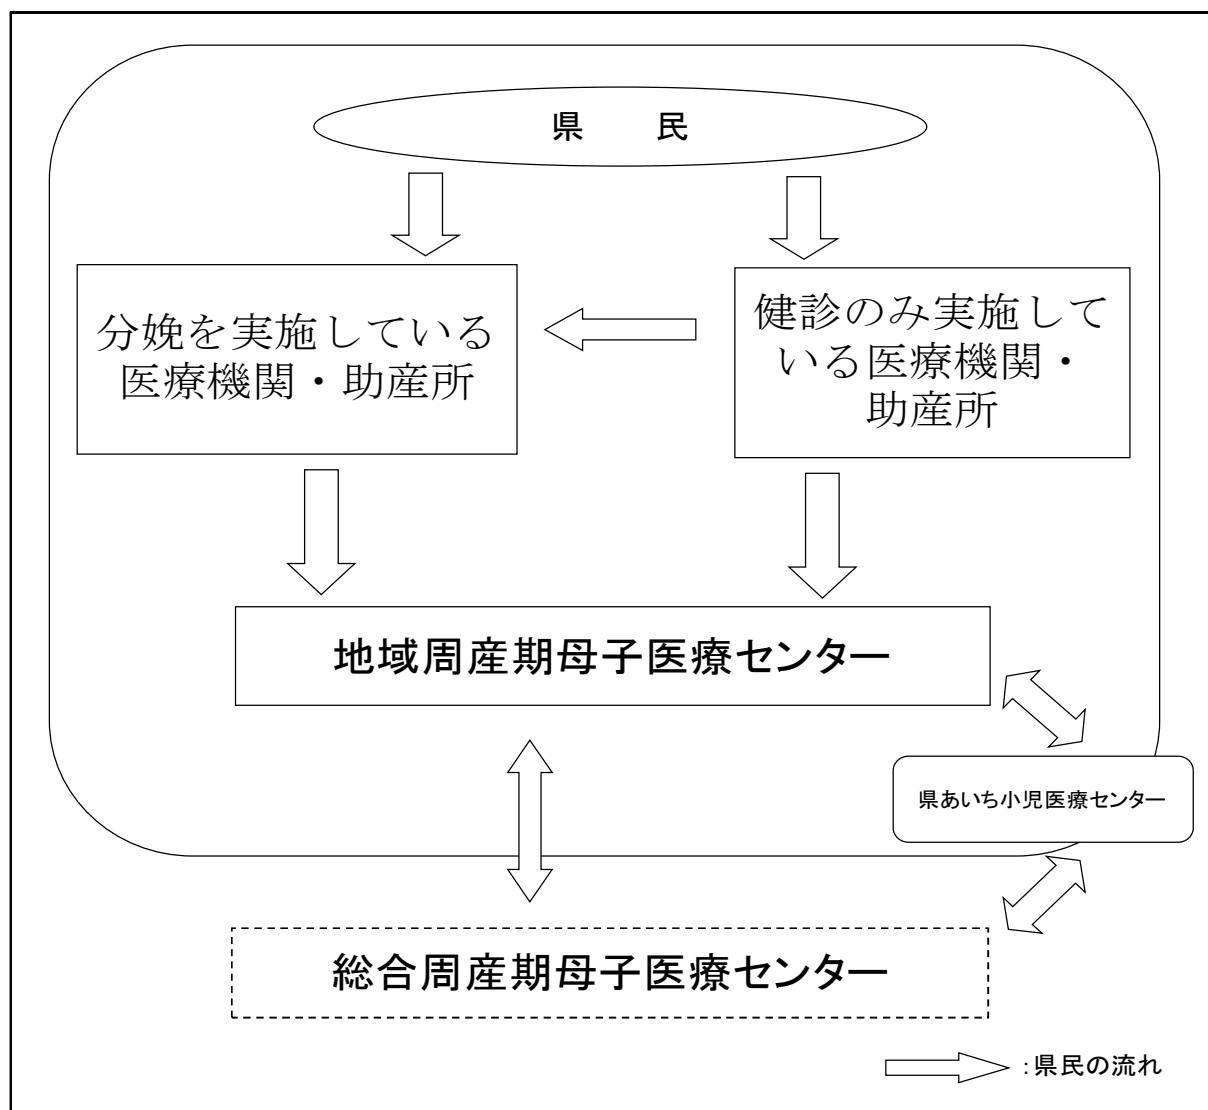 県　　民
分娩を実施している
医療機関・助産所
健診のみ実施して
いる医療機関・
助産所
地域周産期母子医療センター
県あいち小児医療センター
総合周産期母子医療センター
：県民の流れ